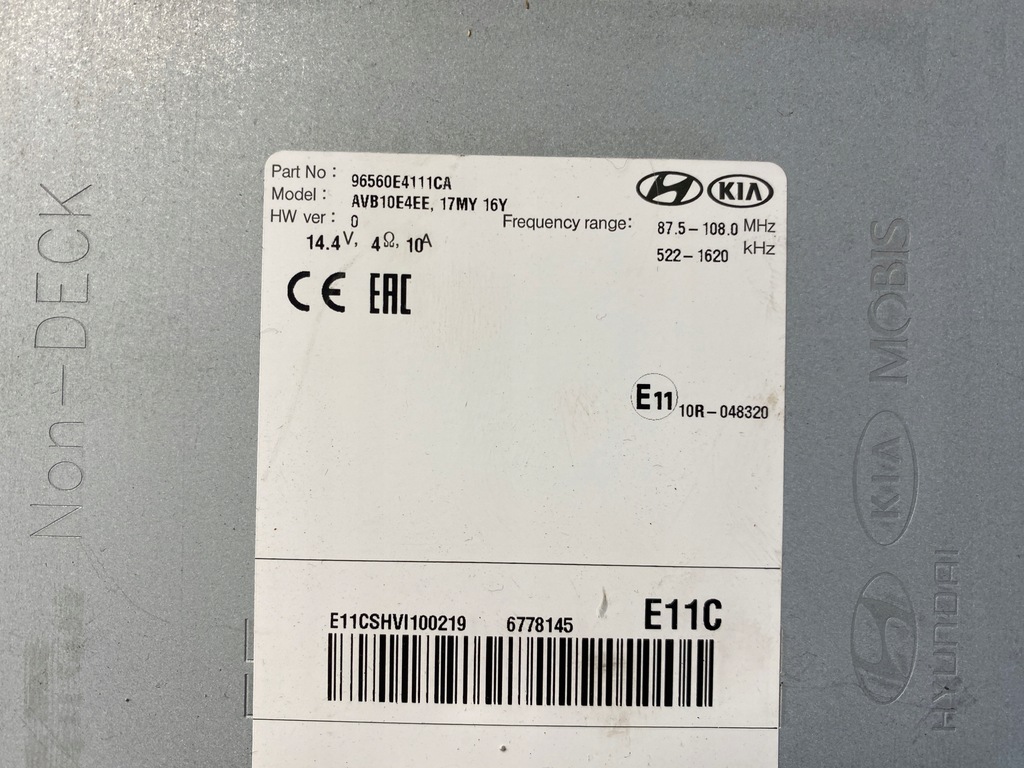 Part No : 96560E4111CA
Model : AVB10E4EE, 17MY 16Y
HW ver : 0
14.4V, 4Ω, 10A
KIA
Frequency range: 87.5-108.0 MHz
522-1620 kHz
CE EAC
E11 10R-048320
E11CSHVI100219 6778145 E11C
Non-DECK
HYUNDAI KIA MOBIS